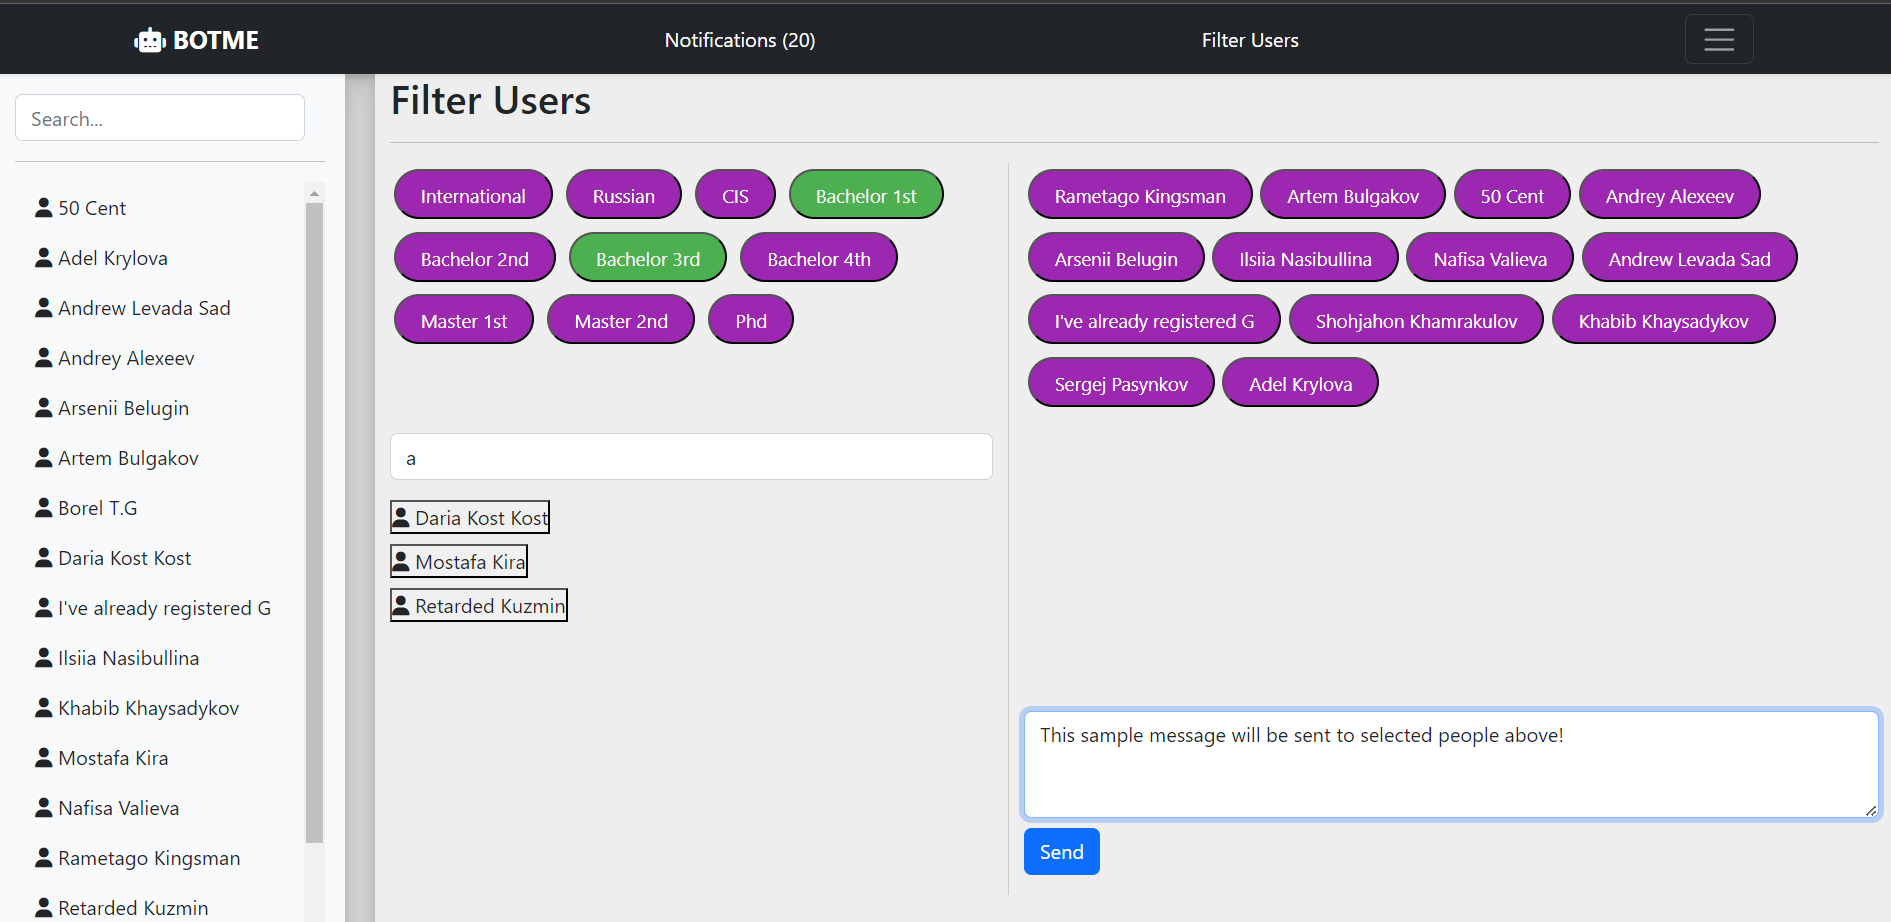 BOTME
Notifications (20)
Filter Users
Search...
50 Cent
Adel Krylova
Andrew Levada Sad
Andrey Alexeev
Arsenii Belugin
Artem Bulgakov
Borel T.G
Daria Kost Kost
I've already registered G
Ilsiia Nasibullina
Khabib Khaysadykov
Mostafa Kira
Nafisa Valieva
Rametago Kingsman
Retarded Kuzmin
Filter Users
International Russian CIS Bachelor 1st
Bachelor 2nd Bachelor 3rd Bachelor 4th
Master 1st Master 2nd Phd
a
Daria Kost Kost
Mostafa Kira
Retarded Kuzmin
Rametago Kingsman Artem Bulgakov 50 Cent Andrey Alexeev
Arsenii Belugin Ilsiia Nasibullina Nafisa Valieva Andrew Levada Sad
I've already registered G Shohjahon Khamrakulov Khabib Khaysadykov
Sergej Pasynkov Adel Krylova
This sample message will be sent to selected people above!
Send